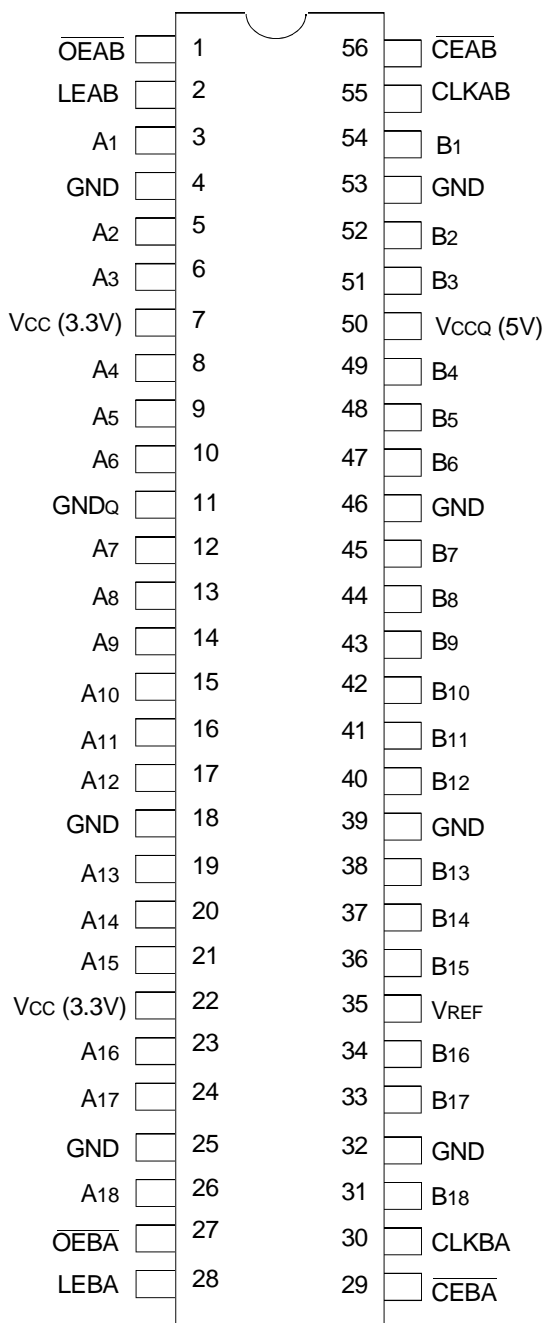 OEAB 1 56 CEAB
LEAB 2 55 CLKAB
A1 3 54 B1
GND 4 53 GND
A2 5 52 B2
A3 6 51 B3
VCC (3.3V) 7 50 VCCQ (5V)
A4 8 49 B4
A5 9 48 B5
A6 10 47 B6
GNDQ 11 46 GND
A7 12 45 B7
A8 13 44 B8
A9 14 43 B9
A10 15 42 B10
A11 16 41 B11
A12 17 40 B12
GND 18 39 GND
A13 19 38 B13
A14 20 37 B14
A15 21 36 B15
VCC (3.3V) 22 35 VREF
A16 23 34 B16
A17 24 33 B17
GND 25 32 GND
A18 26 31 B18
OEBA 27 30 CLKBA
LEBA 28 29 CEBA